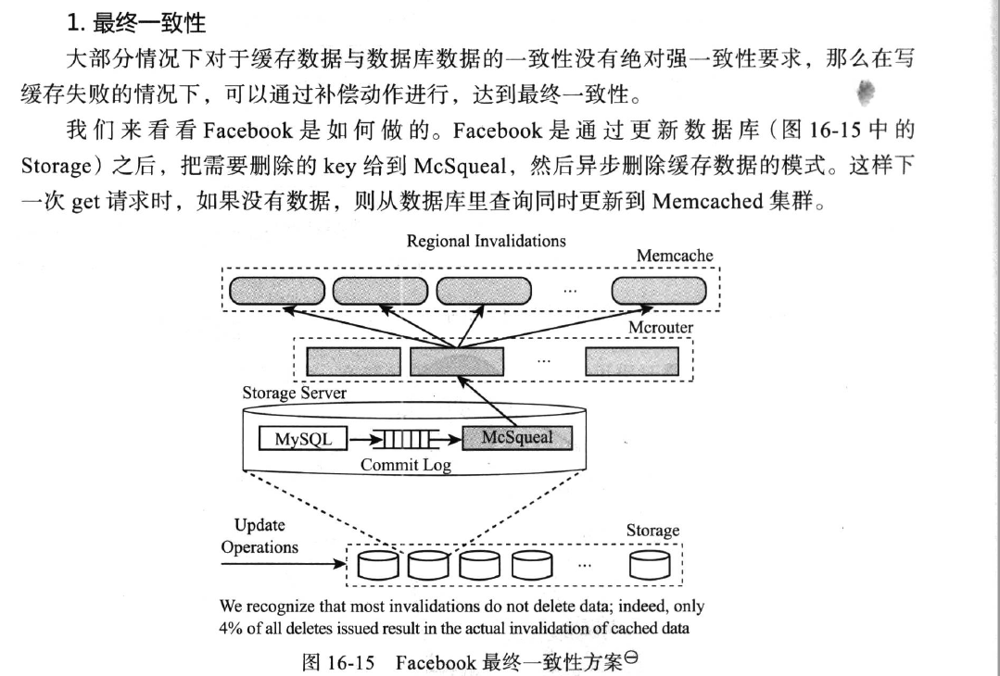 1. 最终一致性
大部分情况下对于缓存数据与数据库数据的一致性没有绝对强一致性要求，那么在写
缓存失败的情况下，可以通过补偿动作进行，达到最终一致性。
我们来看看 Facebook 是如何做的。Facebook 是通过更新数据库（图 16-15 中的
Storage）之后，把需要删除的 key 给到 McSqueal，然后异步删除缓存数据的模式。这样下
一次 get 请求时，如果没有数据，则从数据库里查询同时更新到 Memcached 集群。
Regional Invalidations
Memcache
...
Mcrouter
...
Storage Server
MySQL
McSqueal
Commit Log
Update
Operations
Storage
...
We recognize that most invalidations do not delete data; indeed, only
4% of all deletes issued result in the actual invalidation of cached data
图 16-15 Facebook 最终一致性方案㊀